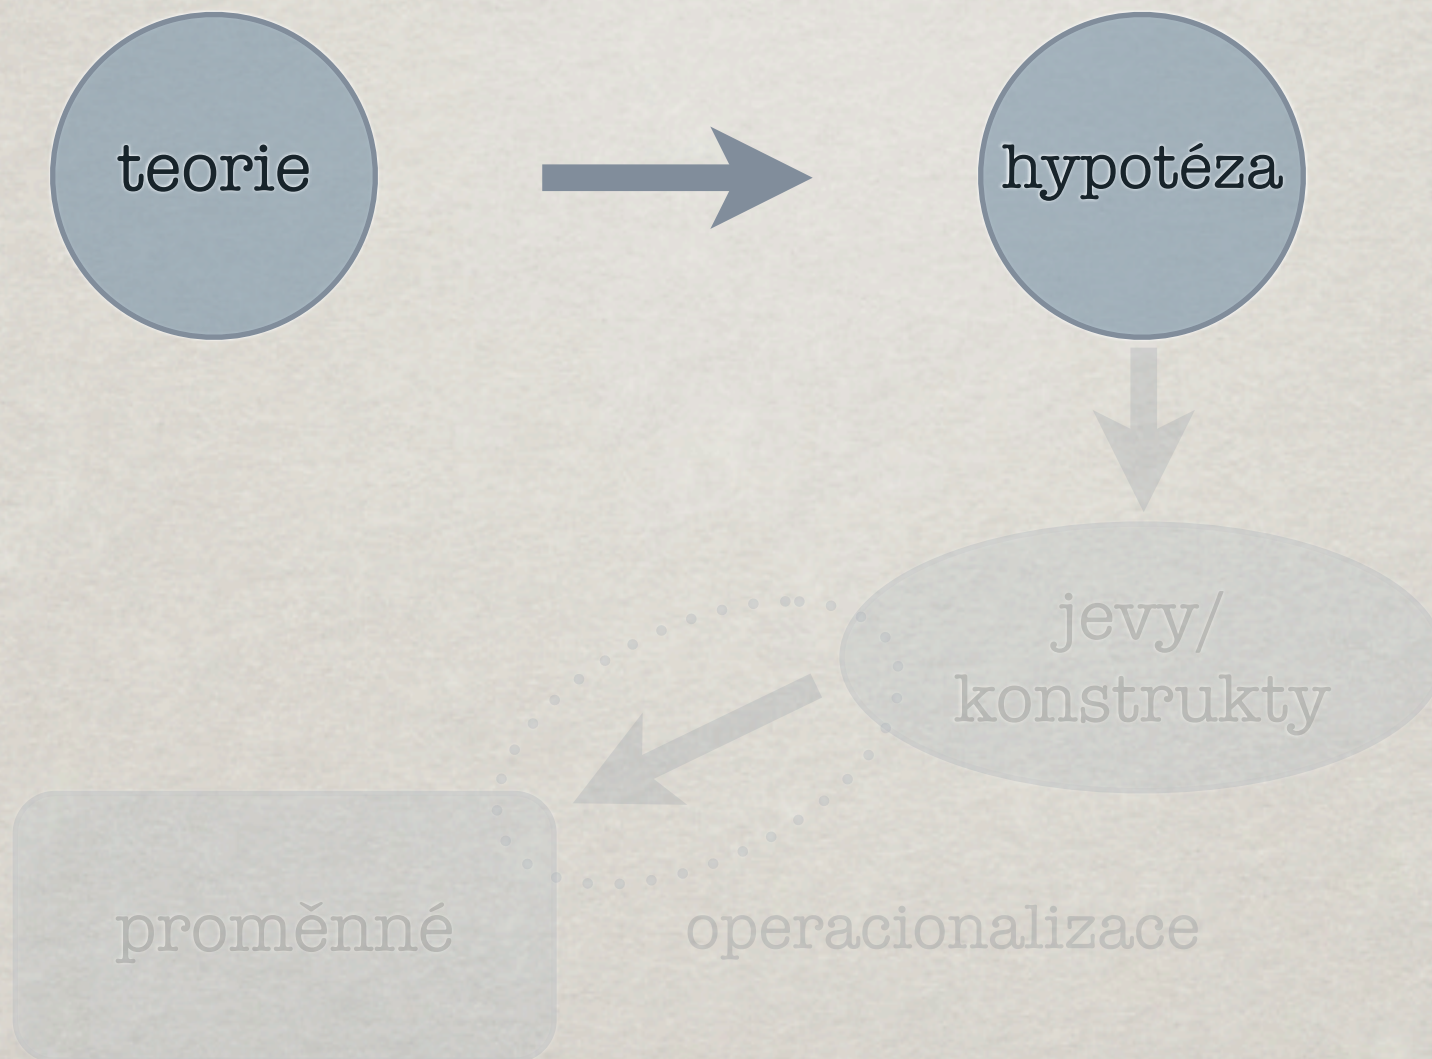 teorie
hypotéza
jevy/
konstrukty
proměnné
operacionalizace